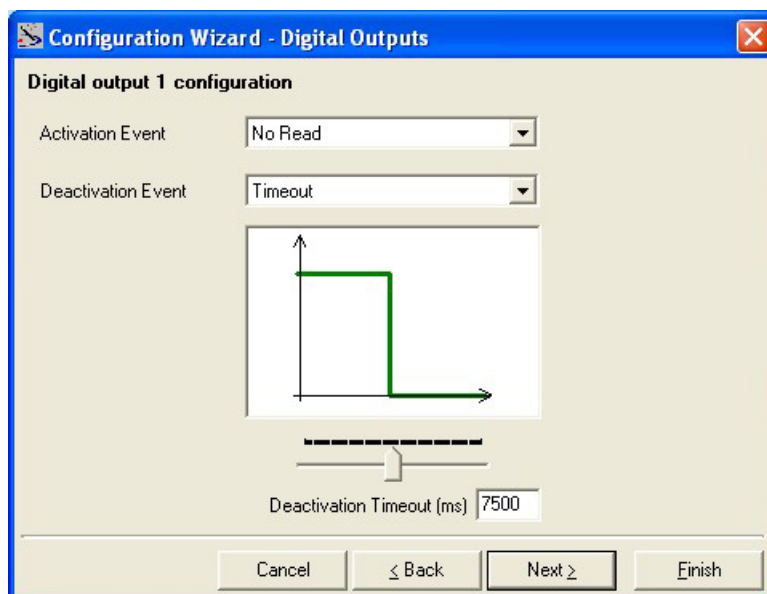 Configuration Wizard - Digital Outputs
Digital output 1 configuration
Activation Event No Read
Deactivation Event Timeout
Deactivation Timeout (ms) 7500
Cancel < Back Next > Finish